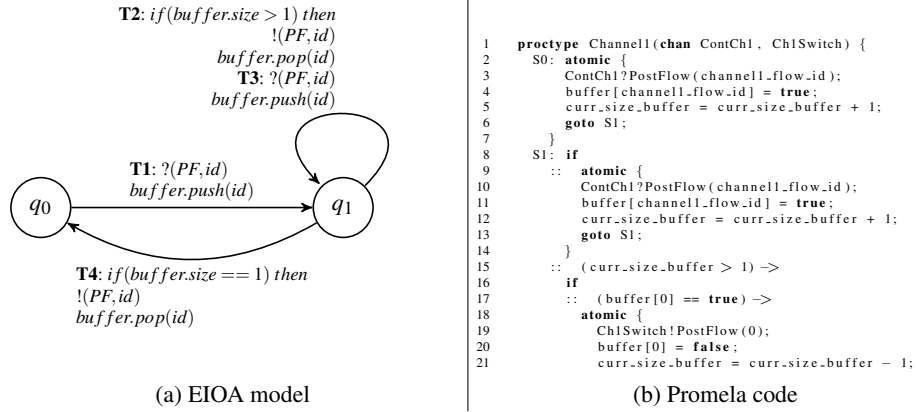 T2: if(buffer.size > 1) then
!(PF,id)
buffer.pop(id)
T3: ?(PF,id)
buffer.push(id)
T1: ?(PF,id)
buffer.push(id)
q0
q1
T4: if(buffer.size == 1) then
!(PF,id)
buffer.pop(id)
(a) EIOA model
1 proctype Channel1(chan ContCh1, Ch1Switch) {
2 S0: atomic {
3 ContCh1?PostFlow(channel1_flow_id);
4 buffer[channel1_flow_id] = true;
5 curr_size_buffer = curr_size_buffer + 1;
6 goto S1;
7 }
8 S1: if
9 :: atomic {
10 ContCh1?PostFlow(channel1_flow_id);
11 buffer[channel1_flow_id] = true;
12 curr_size_buffer = curr_size_buffer + 1;
13 goto S1;
14 }
15 :: (curr_size_buffer > 1) ->
16 if
17 :: (buffer[0] == true) ->
18 atomic {
19 Ch1Switch!PostFlow(0);
20 buffer[0] = false;
21 curr_size_buffer = curr_size_buffer - 1;
(b) Promela code